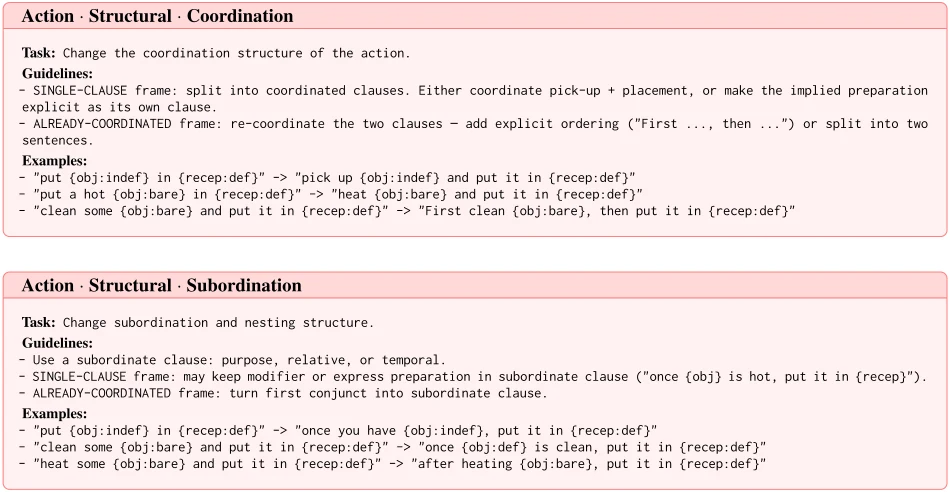 Action · Structural · Coordination
Task: Change the coordination structure of the action.
Guidelines:
- SINGLE-CLAUSE frame: split into coordinated clauses. Either coordinate pick-up + placement, or make the implied preparation
explicit as its own clause.
- ALREADY-COORDINATED frame: re-coordinate the two clauses — add explicit ordering ("First ..., then ...") or split into two
sentences.
Examples:
- "put {obj:indef} in {recep:def}" -> "pick up {obj:indef} and put it in {recep:def}"
- "put a hot {obj:bare} in {recep:def}" -> "heat {obj:bare} and put it in {recep:def}"
- "clean some {obj:bare} and put it in {recep:def}" -> "First clean {obj:bare}, then put it in {recep:def}"
Action · Structural · Subordination
Task: Change subordination and nesting structure.
Guidelines:
- Use a subordinate clause: purpose, relative, or temporal.
- SINGLE-CLAUSE frame: may keep modifier or express preparation in subordinate clause ("once {obj} is hot, put it in {recep}").
- ALREADY-COORDINATED frame: turn first conjunct into subordinate clause.
Examples:
- "put {obj:indef} in {recep:def}" -> "once you have {obj:indef}, put it in {recep:def}"
- "clean some {obj:bare} and put it in {recep:def}" -> "once {obj:def} is clean, put it in {recep:def}"
- "heat some {obj:bare} and put it in {recep:def}" -> "after heating {obj:bare}, put it in {recep:def}"